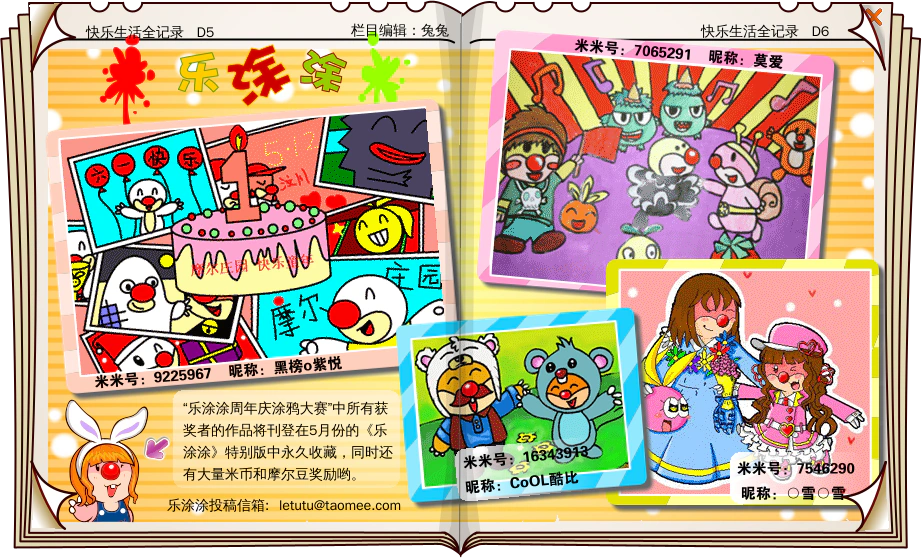 快乐生活全记录 D5
栏目编辑：兔兔
乐涂涂
六一快乐
5·12
汶川
1
摩尔庄园 快乐童年
摩尔
庄园
米米号：9225967 昵称：黑榜o紫悦
“乐涂涂周年庆涂鸦大赛”中所有获
奖者的作品将刊登在5月份的《乐
涂涂》特别版中永久收藏，同时还
有大量米币和摩尔豆奖励哟。
乐涂涂投稿信箱：letutu@taomee.com
快乐生活全记录 D6
米米号：7065291 昵称：莫爱
米米号：16343913
昵称：CoOL酷比
米米号：7546290
昵称：○雪○雪